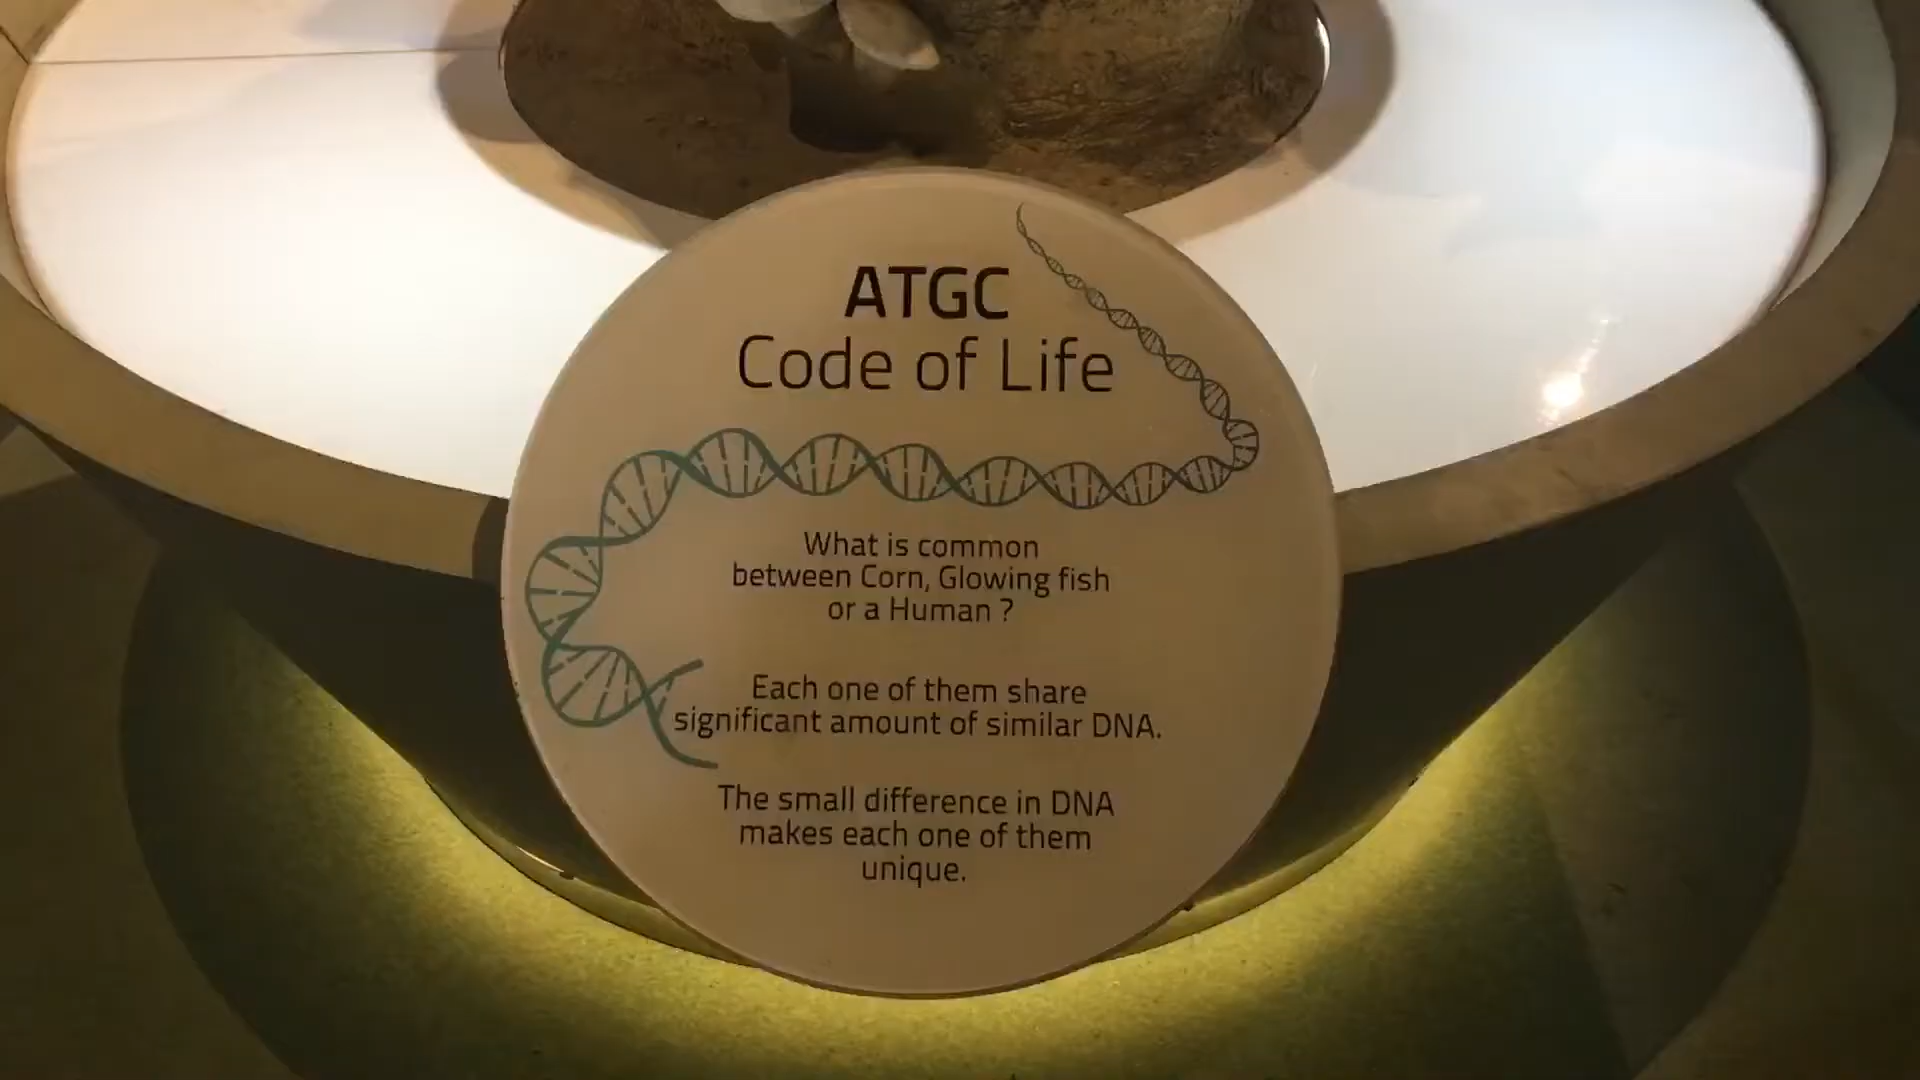 ATGC
Code of Life
What is common
between Corn, Glowing fish
or a Human ?
Each one of them share
significant amount of similar DNA.
The small difference in DNA
makes each one of them
unique.